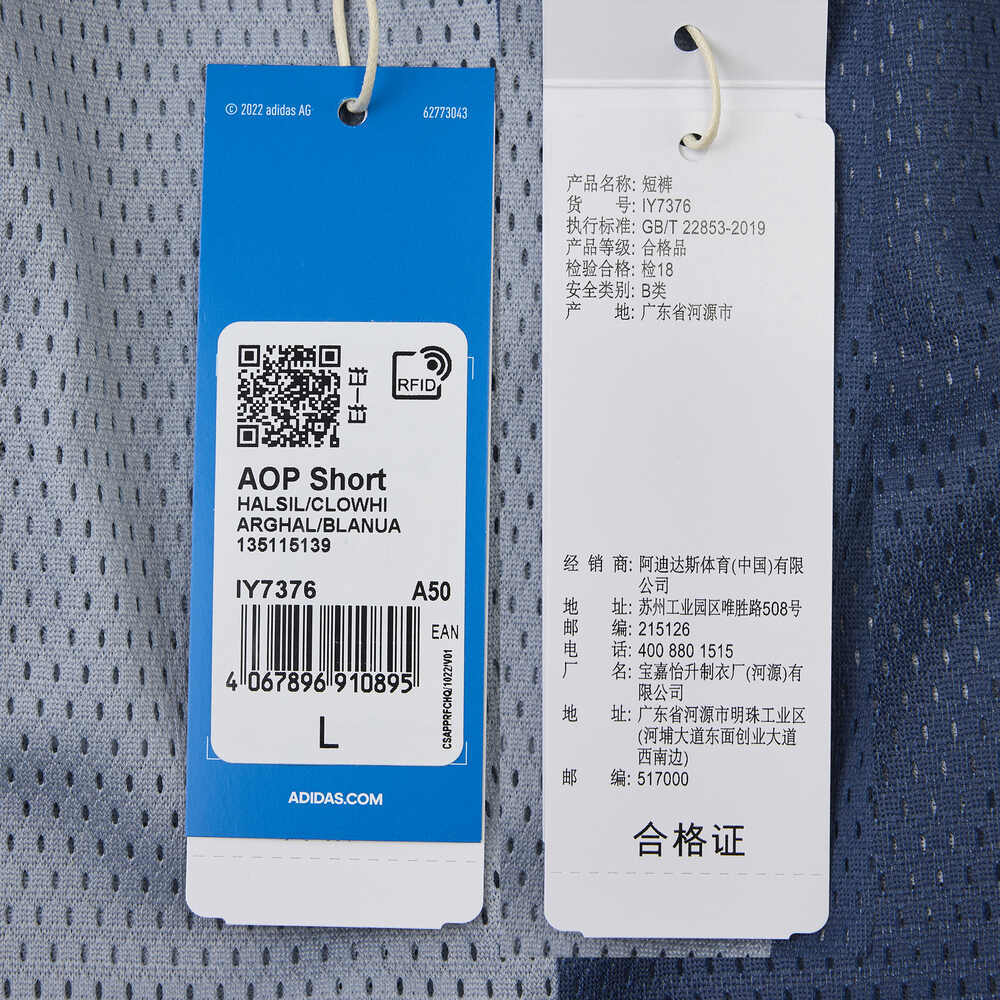 © 2022 adidas AG
62773043
RFID
AOP Short
HALSIL/CLOWHI
ARGHAL/BLANUA
135115139
IY7376 A50
EAN
4 067896 910895
CSAPPRFCHQ/1022/V01
L
ADIDAS.COM
产品名称: 短裤
货 号: IY7376
执行标准: GB/T 22853-2019
产品等级: 合格品
检验合格: 检18
安全类别: B类
产 地: 广东省河源市
经 销 商: 阿迪达斯体育(中国)有限
公司
地 址: 苏州工业园区唯胜路508号
邮 编: 215126
电 话: 400 880 1515
厂 名: 宝嘉怡升制衣厂(河源)有
限公司
地 址: 广东省河源市明珠工业区
(河埔大道东面创业大道
西南边)
邮 编: 517000
合格证